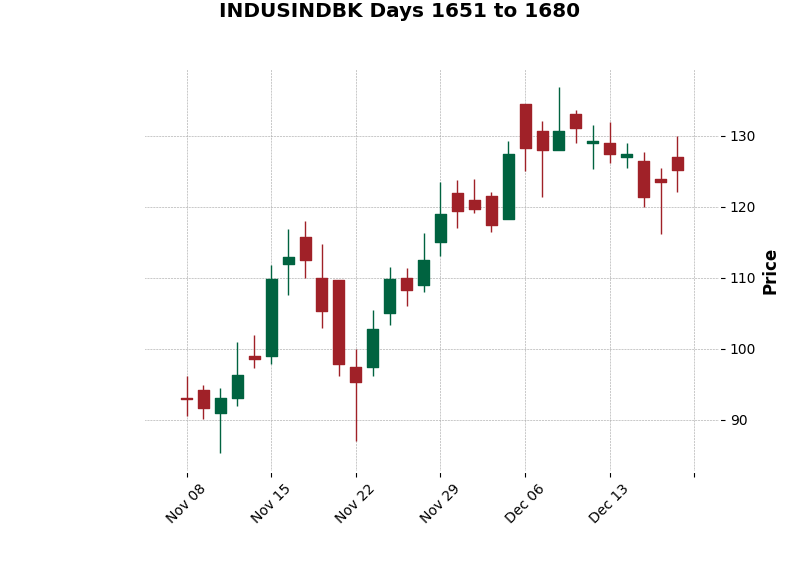 INDUSINDBK Days 1651 to 1680
130
120
110
100
90
Price
Nov 08
Nov 15
Nov 22
Nov 29
Dec 06
Dec 13